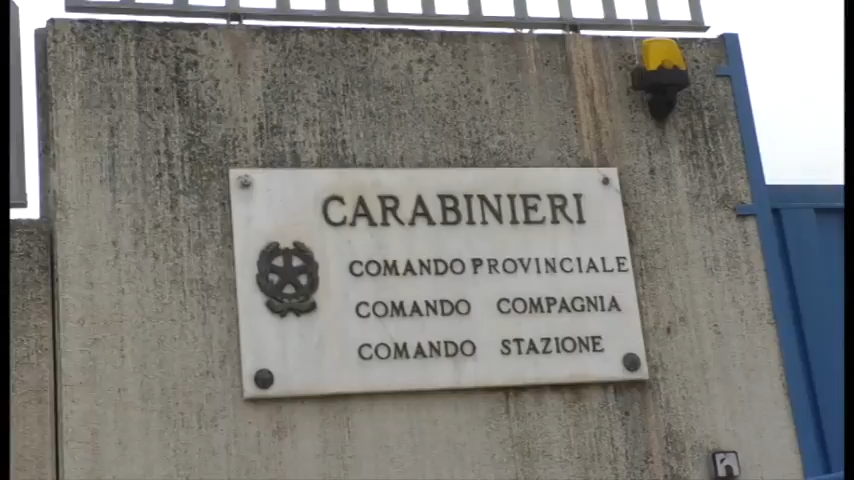 CARABINIERI
COMANDO PROVINCIALE
COMANDO COMPAGNIA
COMANDO STAZIONE